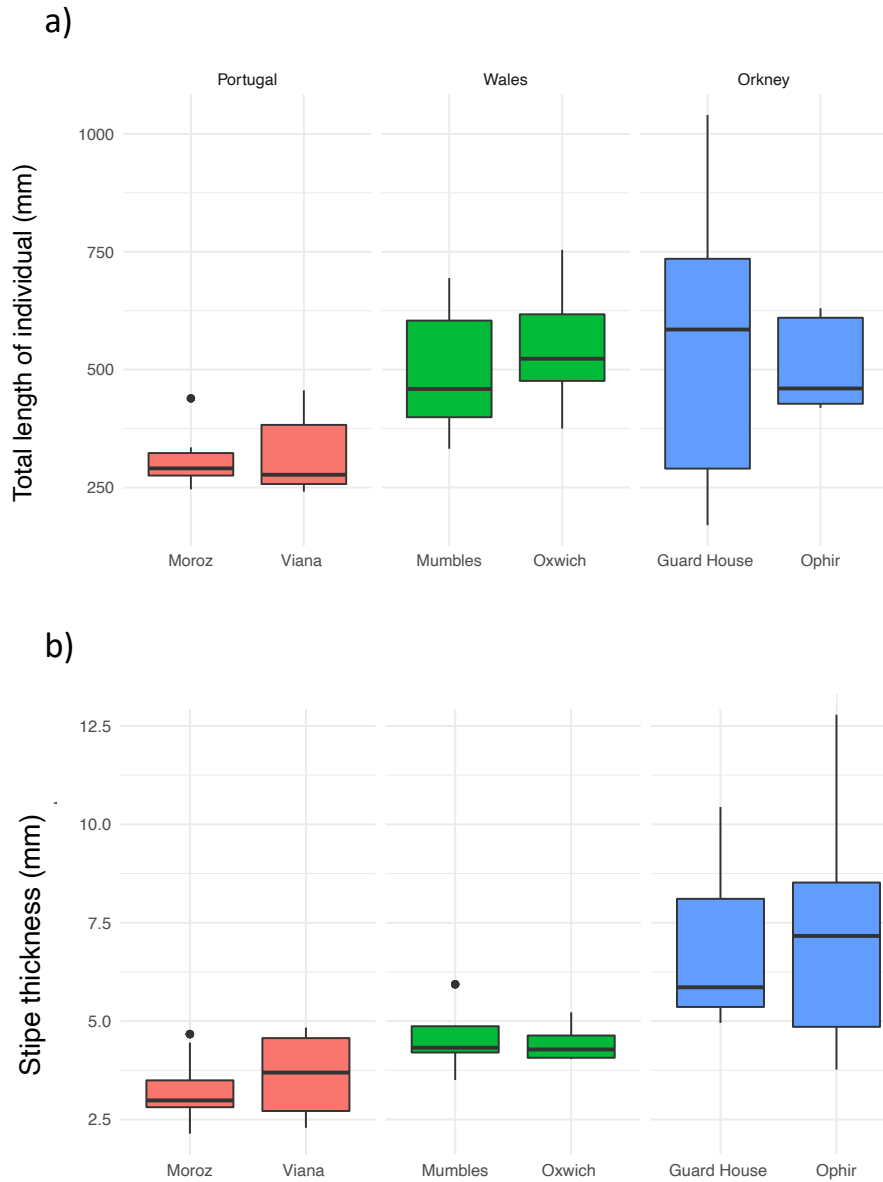 a)
Portugal Wales Orkney
Total length of individual (mm)
1000
750
500
250
Moroz Viana Mumbles Oxwich Guard House Ophir
b)
Stipe thickness (mm)
12.5
10.0
7.5
5.0
2.5
Moroz Viana Mumbles Oxwich Guard House Ophir